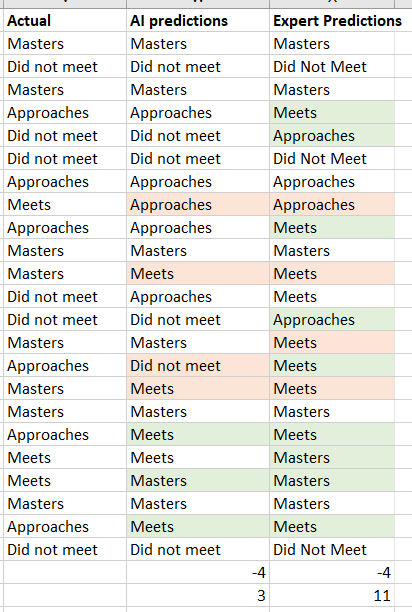 Actual AI predictions Expert Predictions
Masters Masters Masters
Did not meet Did not meet Did Not Meet
Masters Masters Masters
Approaches Approaches Meets
Did not meet Did not meet Approaches
Did not meet Did not meet Did Not Meet
Approaches Approaches Approaches
Meets Approaches Approaches
Approaches Approaches Meets
Masters Masters Masters
Masters Meets Meets
Did not meet Approaches Meets
Did not meet Did not meet Approaches
Masters Masters Meets
Approaches Did not meet Meets
Masters Meets Meets
Masters Masters Masters
Approaches Meets Meets
Meets Meets Masters
Meets Masters Masters
Masters Masters Masters
Approaches Meets Meets
Did not meet Did not meet Did Not Meet
-4 -4
3 11